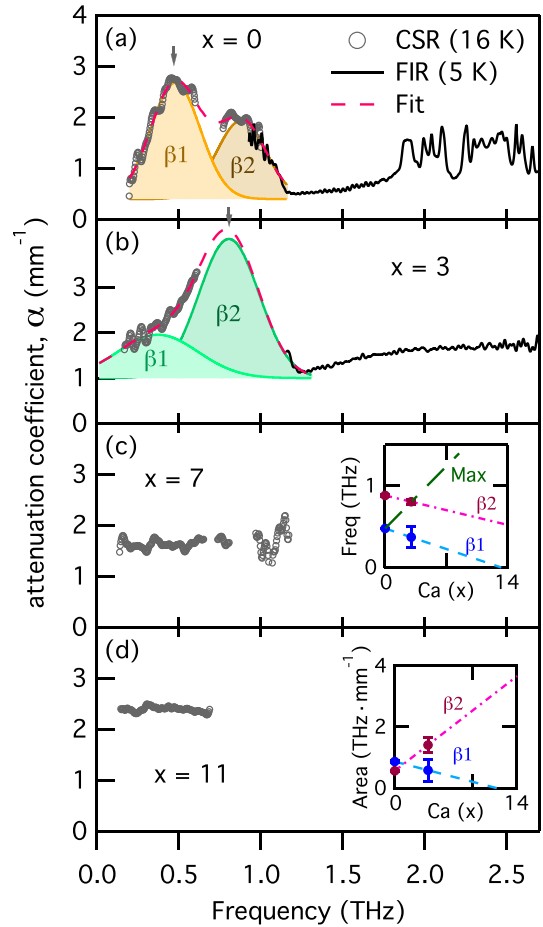 (a)
x = 0
CSR (16 K)
FIR (5 K)
Fit
β1
β2
4
3
2
1
0
(b)
x = 3
β1
β2
3
2
1
0
(c)
x = 7
3
2
1
0
Freq (THz)
1
0
Max
β2
β1
0
14
Ca (x)
(d)
x = 11
3
2
1
0
Area (THz · mm⁻¹)
4
2
0
β2
β1
0
14
Ca (x)
attenuation coefficient, α (mm⁻¹)
0.0 0.5 1.0 1.5 2.0 2.5
Frequency (THz)